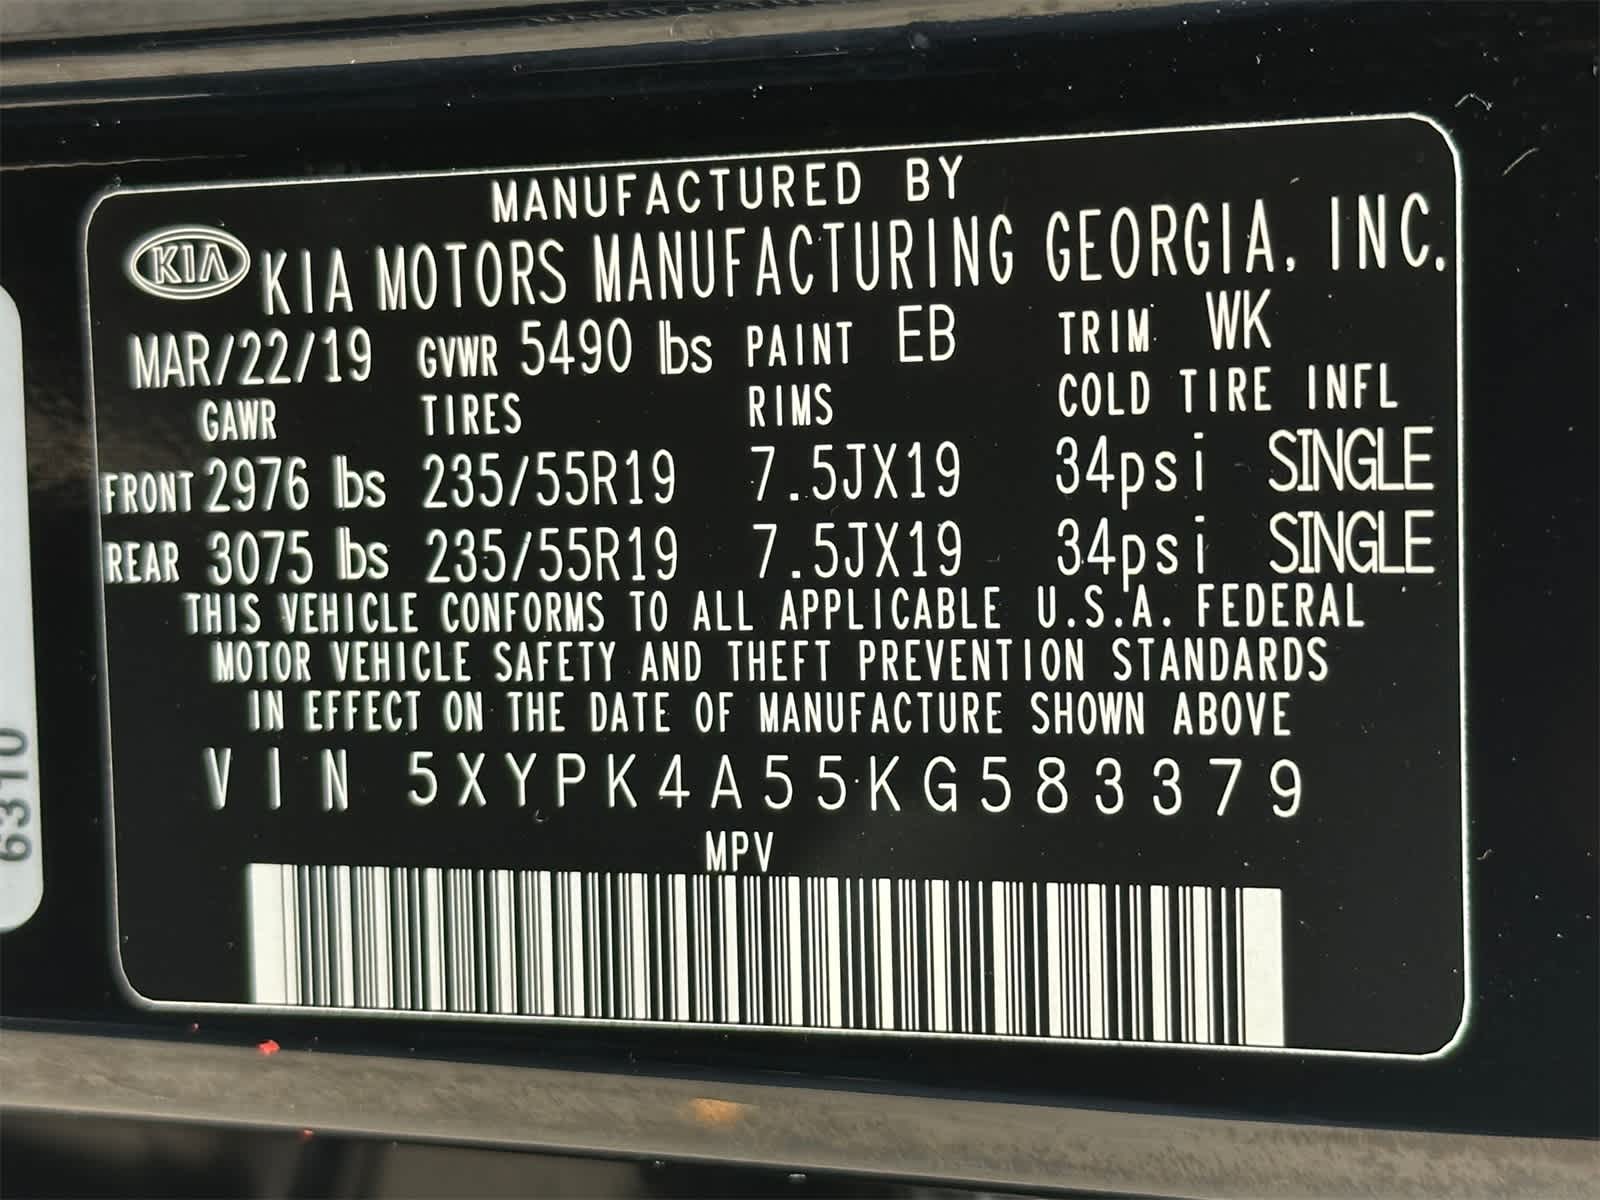 MANUFACTURED BY
KIA KIA MOTORS MANUFACTURING GEORGIA, INC.
MAR/22/19 GVWR 5490 lbs PAINT EB TRIM WK
GAWR TIRES RIMS COLD TIRE INFL
FRONT 2976 lbs 235/55R19 7.5JX19 34psi SINGLE
REAR 3075 lbs 235/55R19 7.5JX19 34psi SINGLE
THIS VEHICLE CONFORMS TO ALL APPLICABLE U.S.A. FEDERAL
MOTOR VEHICLE SAFETY AND THEFT PREVENTION STANDARDS
IN EFFECT ON THE DATE OF MANUFACTURE SHOWN ABOVE
VIN 5XYPK4A55KG583379
MPV
6310